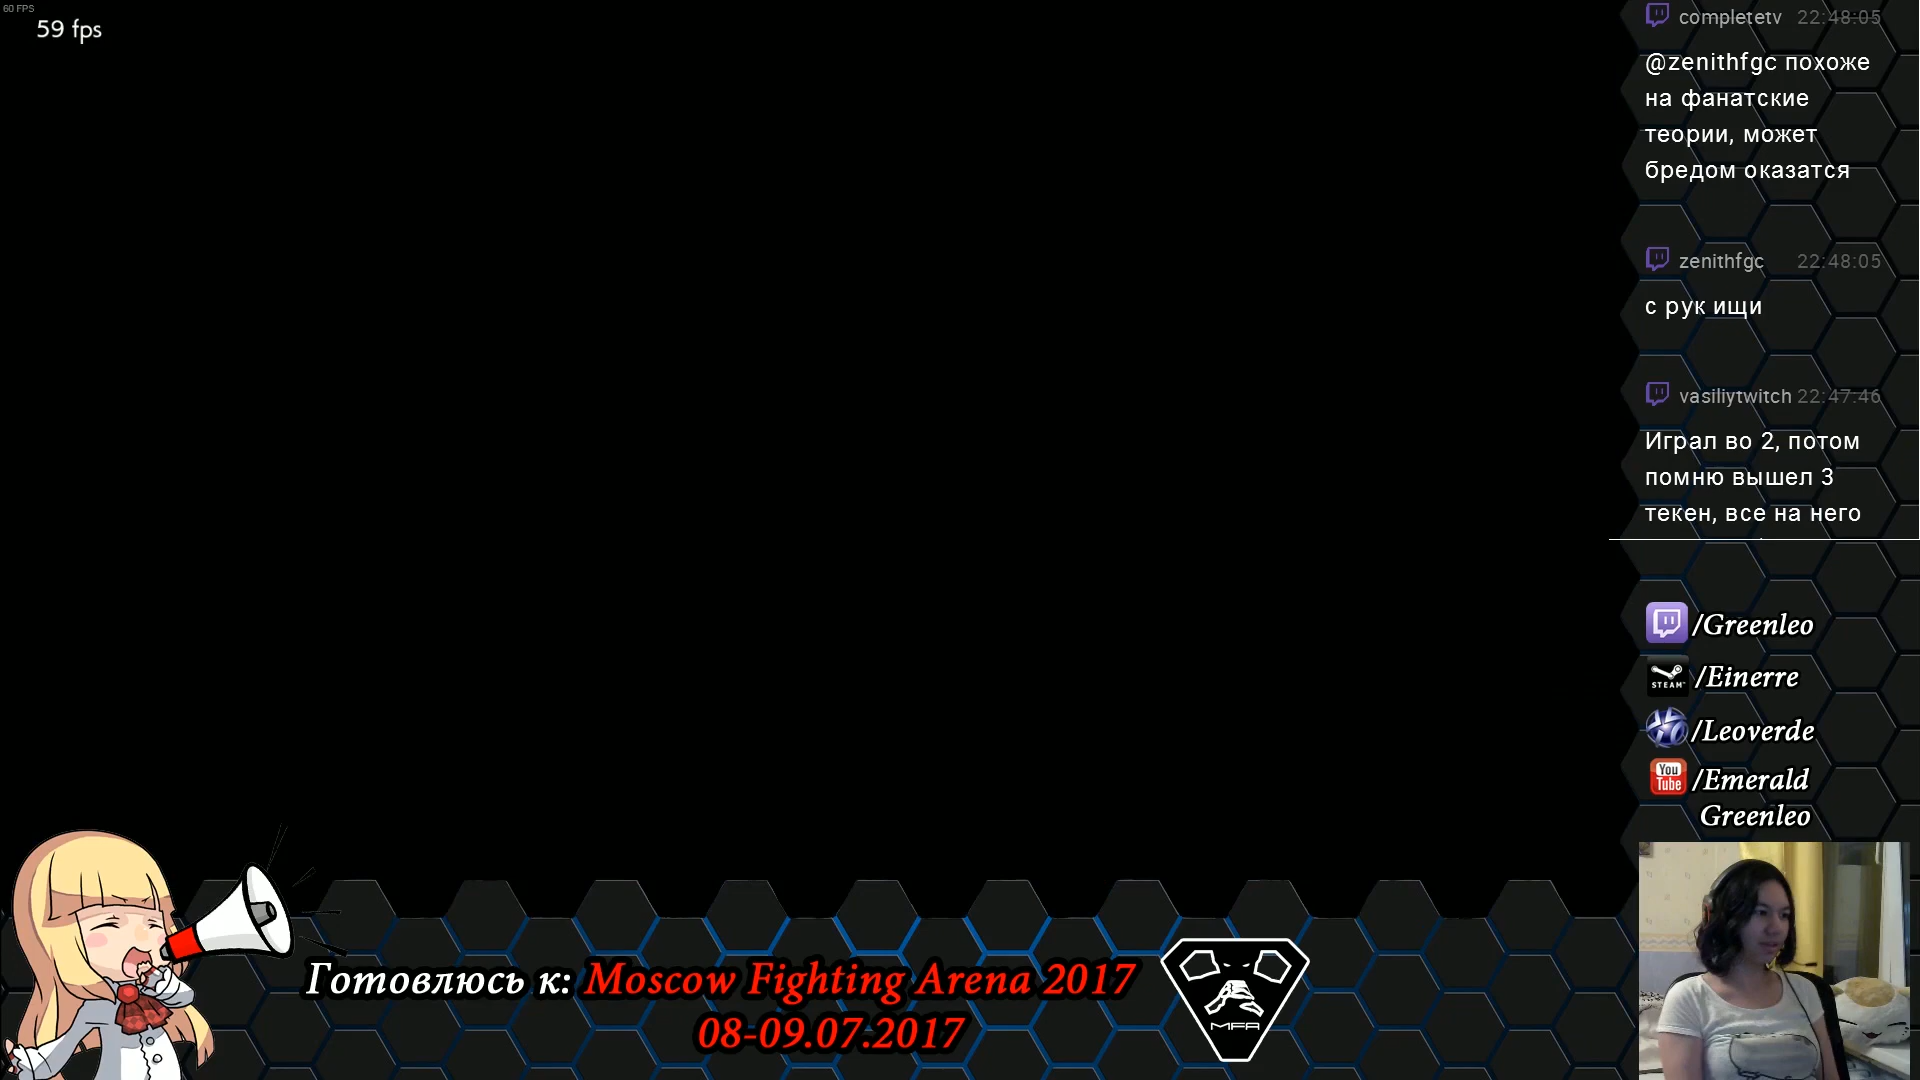 60 FPS
59 fps
completetv 22:48:05
@zenithfgc похоже
на фанатские
теории, может
бредом оказатся
zenithfgc 22:48:05
с рук ищи
vasiliytwitch 22:47:46
Играл во 2, потом
помню вышел 3
текен, все на него
/Greenleo
STEAM
/Einerre
/Leoverde
You
Tube
/Emerald
Greenleo
Готовлюсь к: Moscow Fighting Arena 2017
08-09.07.2017
MFA